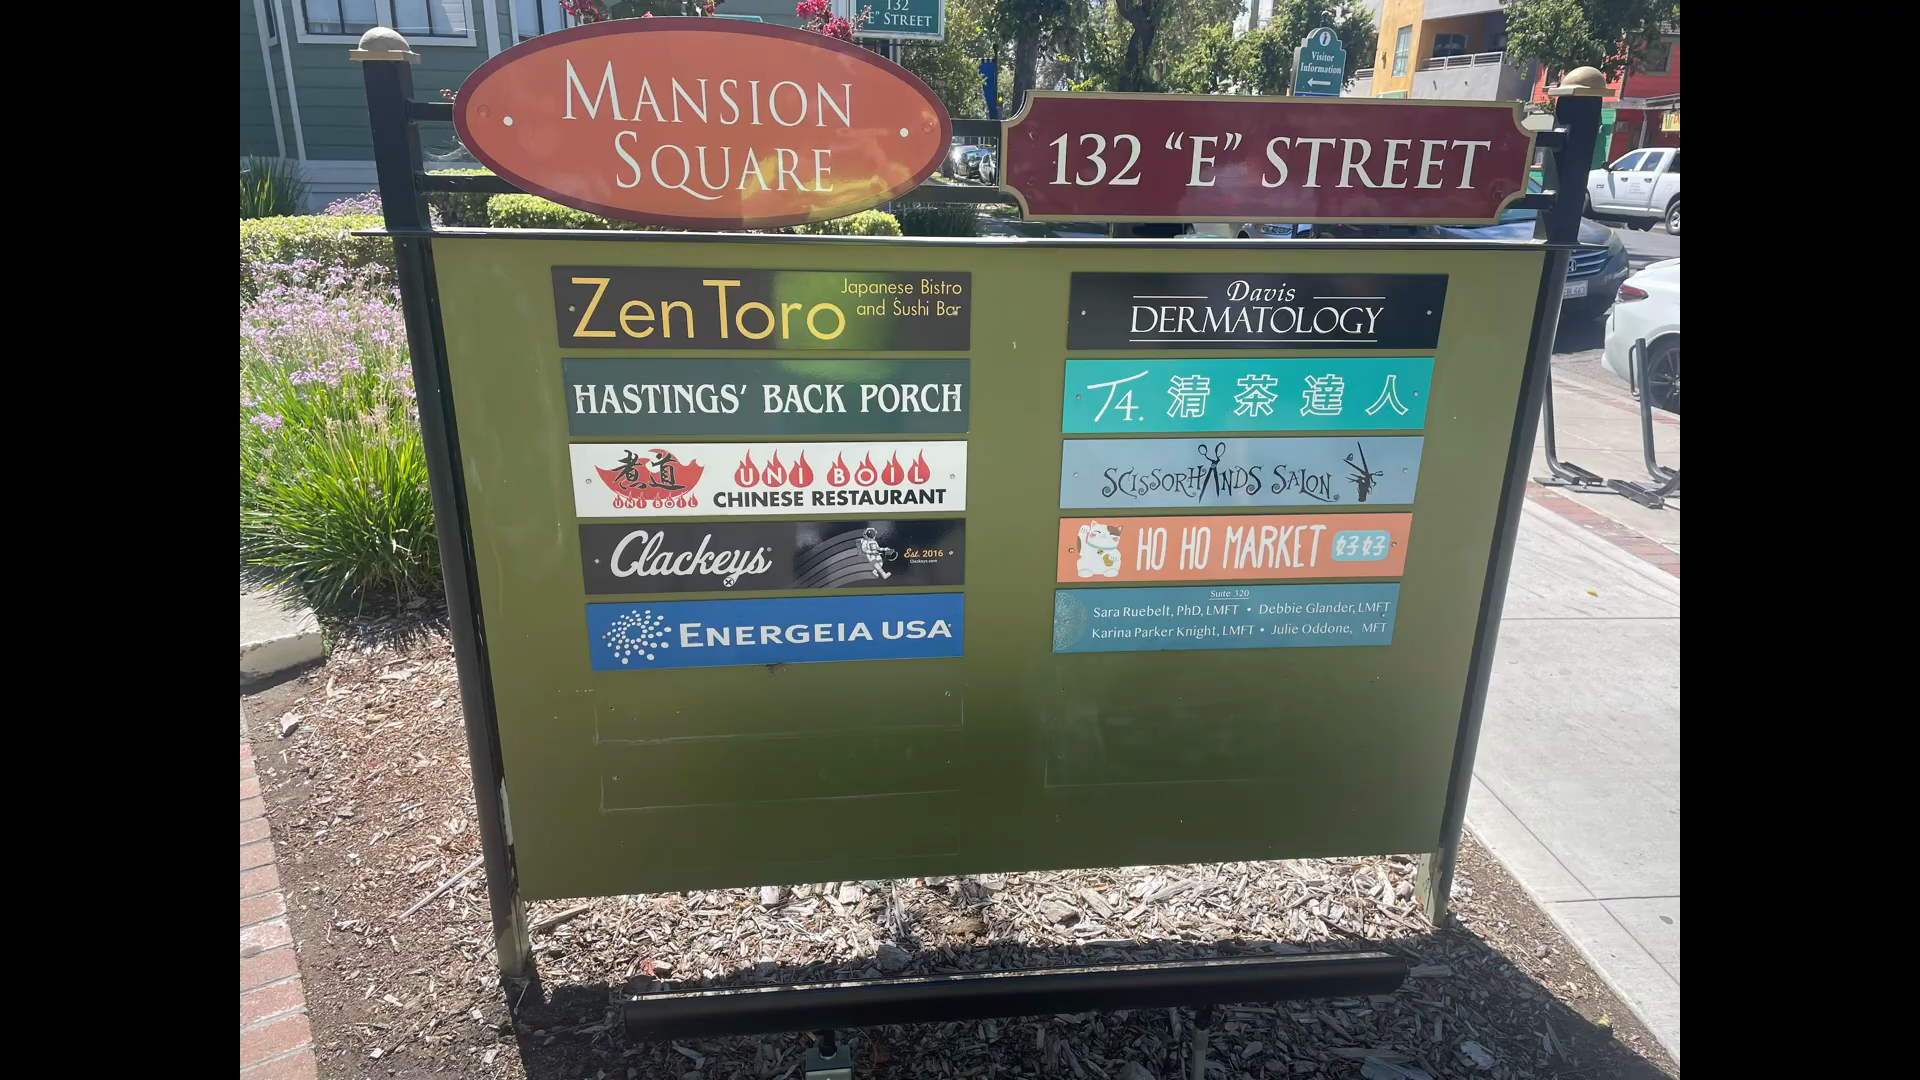 132
"E" STREET
MANSION
SQUARE
132 "E" STREET
Visitor
Information
Zen Toro
Japanese Bistro
and Sushi Bar
HASTINGS' BACK PORCH
煮道
UNI BOIL
UNI BOIL
CHINESE RESTAURANT
Clackeys
Est. 2016
Clackeys.com
ENERGEIA USA
Davis
DERMATOLOGY
T4. 清茶達人
SCISSORHANDS SALON
HO HO MARKET 好好
Suite 320
Sara Ruebelt, PhD, LMFT • Debbie Glander, LMFT
Karina Parker Knight, LMFT • Julie Oddone, MFT